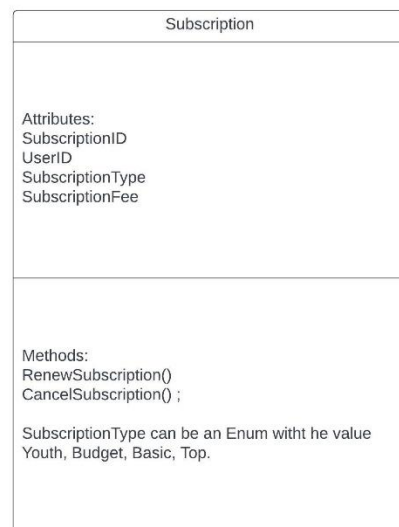 Subscription
Attributes:
SubscriptionID
UserID
SubscriptionType
SubscriptionFee
Methods:
RenewSubscription()
CancelSubscription() ;
SubscriptionType can be an Enum witht he value
Youth, Budget, Basic, Top.